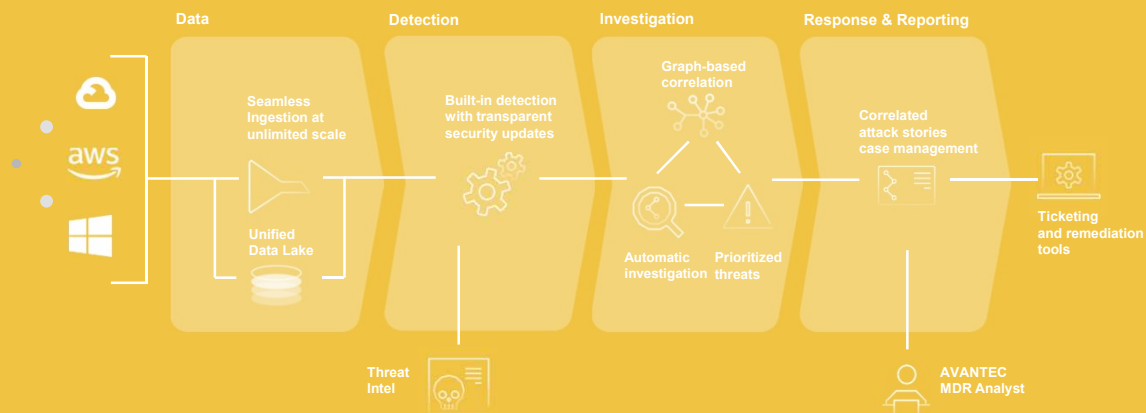 Data
Detection
Investigation
Response & Reporting
aws
Seamless
Ingestion at
unlimited scale
Unified
Data Lake
Built-in detection
with transparent
security updates
Threat
Intel
Graph-based
correlation
Automatic
investigation
Prioritized
threats
Correlated
attack stories
case management
AVANTEC
MDR Analyst
Ticketing
and remediation
tools